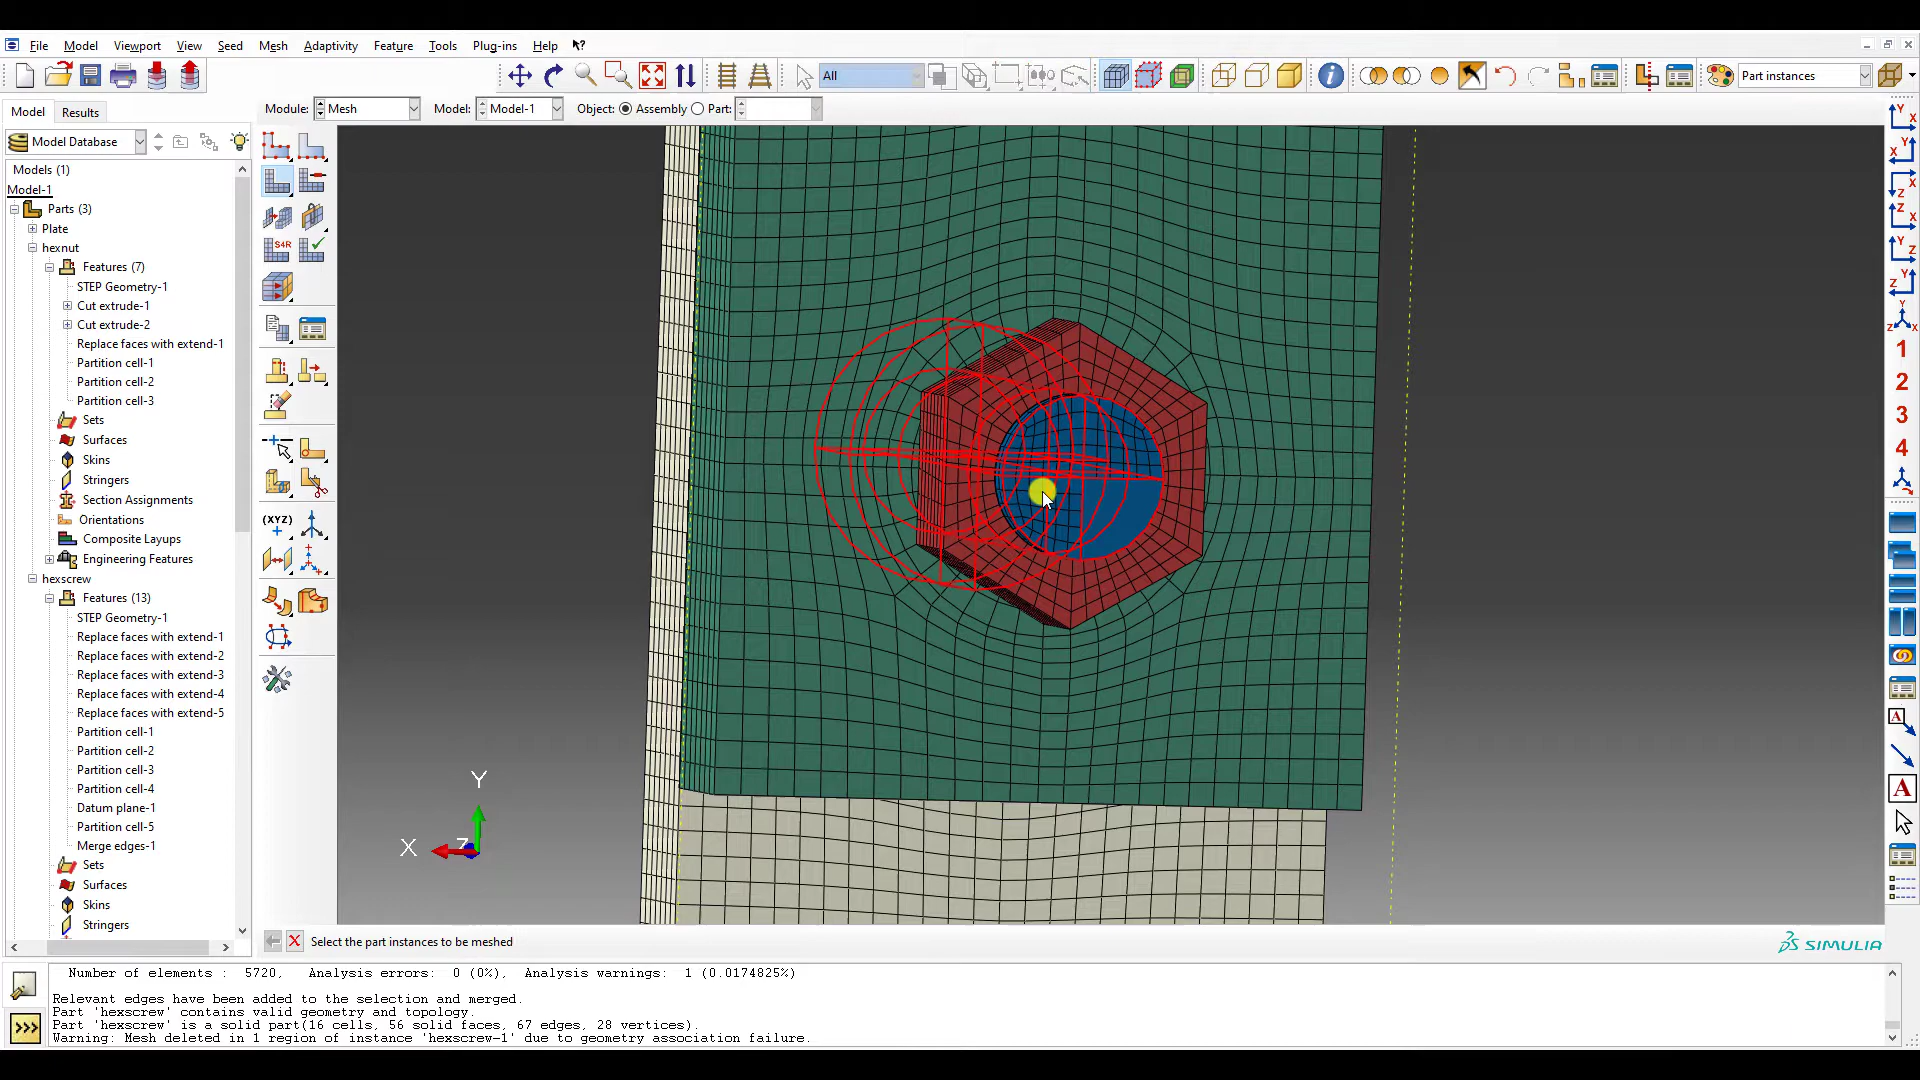 File Model Viewport View Seed Mesh Adaptivity Feature Tools Plug-ins Help
All
Part instances
Model Results
Module: Mesh Model: Model-1 Object: Assembly Part:
Model Database
Models (1)
Model-1
Parts (3)
Plate
hexnut
Features (7)
STEP Geometry-1
Cut extrude-1
Cut extrude-2
Replace faces with extend-1
Partition cell-1
Partition cell-2
Partition cell-3
Sets
Surfaces
Skins
Stringers
Section Assignments
Orientations
Composite Layups
Engineering Features
hexscrew
Features (13)
STEP Geometry-1
Replace faces with extend-1
Replace faces with extend-2
Replace faces with extend-3
Replace faces with extend-4
Replace faces with extend-5
Partition cell-1
Partition cell-2
Partition cell-3
Partition cell-4
Datum plane-1
Partition cell-5
Merge edges-1
Sets
Surfaces
Skins
Stringers
S4R
(XYZ)
Y
X
Z
1
2
3
4
A
A
Select the part instances to be meshed
SIMULIA
Number of elements : 5720, Analysis errors: 0 (0%), Analysis warnings: 1 (0.0174825%)
Relevant edges have been added to the selection and merged.
Part 'hexscrew' contains valid geometry and topology.
Part 'hexscrew' is a solid part(16 cells, 56 solid faces, 67 edges, 28 vertices).
Warning: Mesh deleted in 1 region of instance 'hexscrew-1' due to geometry association failure.
>>>